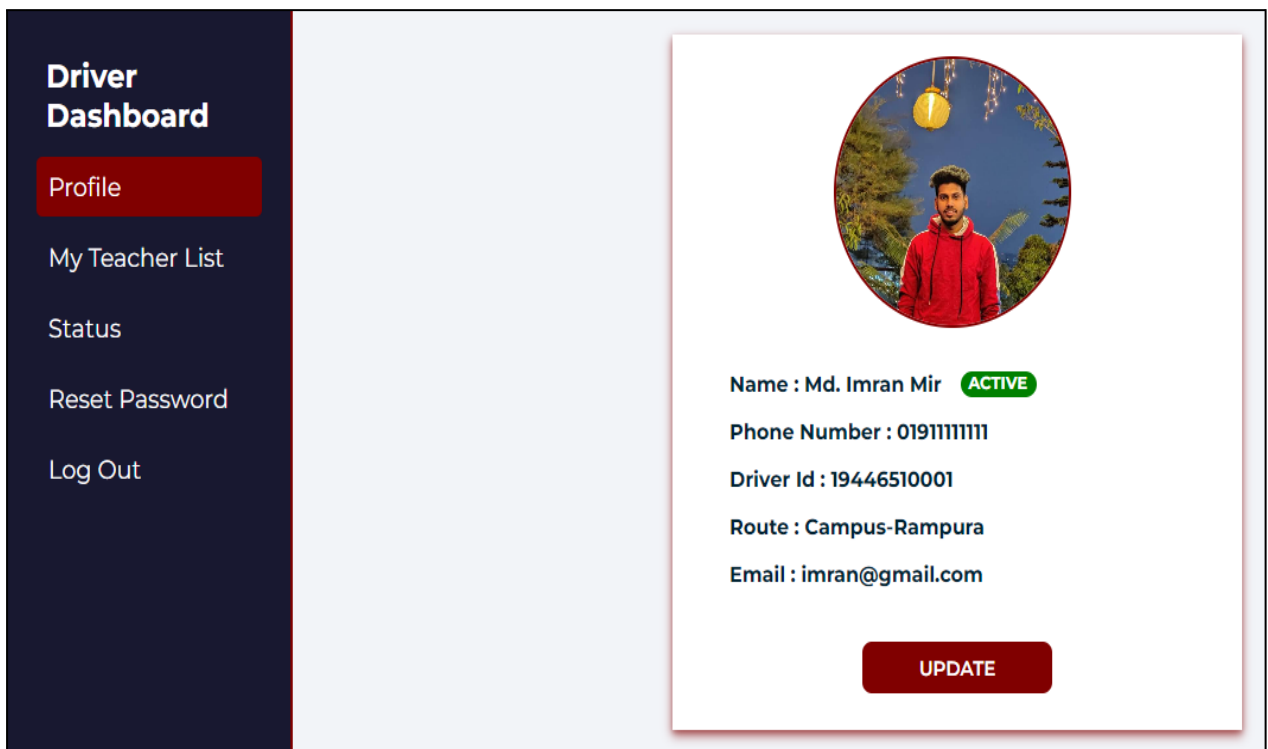 Driver
Dashboard
Profile
My Teacher List
Status
Reset Password
Log Out
Name : Md. Imran Mir ACTIVE
Phone Number : 01911111111
Driver Id : 19446510001
Route : Campus-Rampura
Email : imran@gmail.com
UPDATE